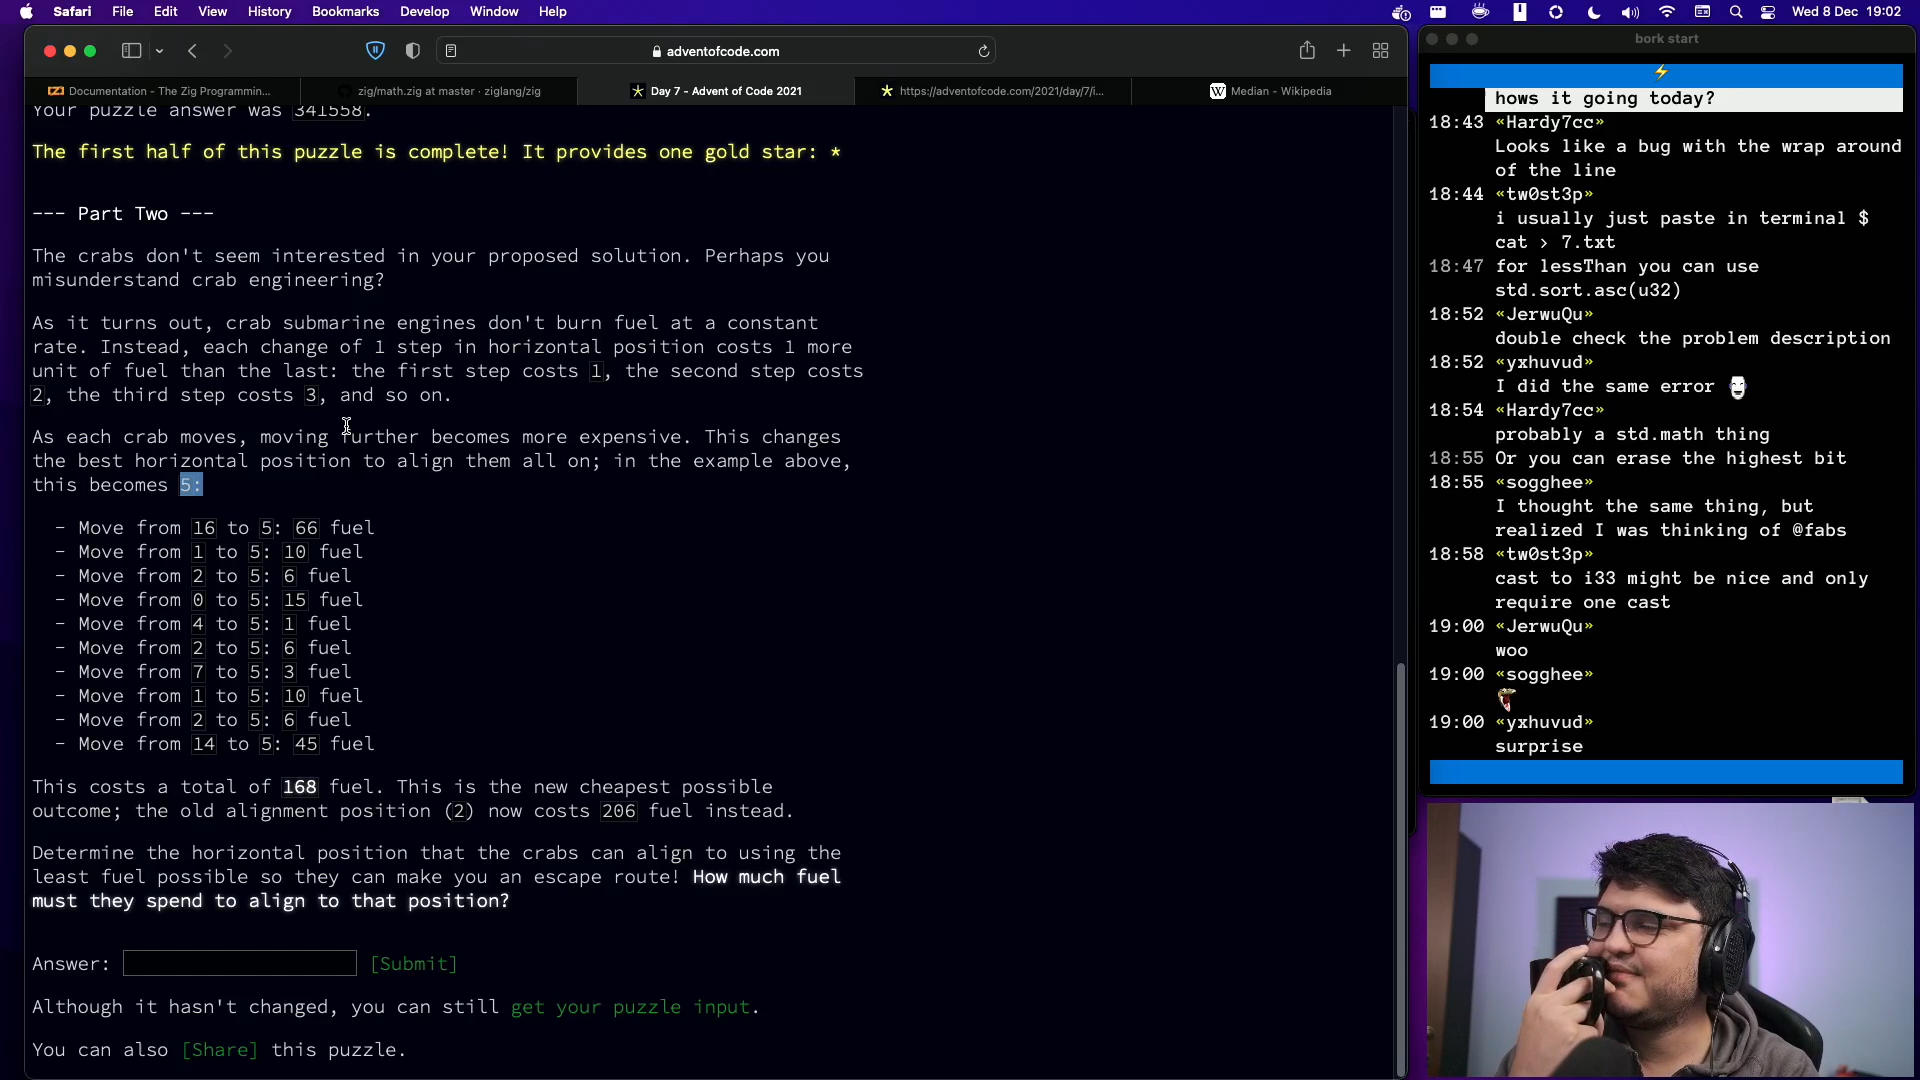 Safari File Edit View History Bookmarks Develop Window Help
Wed 8 Dec 19:02
adventofcode.com
Documentation - The Zig Programmin...
zig/math.zig at master · ziglang/zig
Day 7 - Advent of Code 2021
https://adventofcode.com/2021/day/7/i...
Median - Wikipedia
Your puzzle answer was 341558.
The first half of this puzzle is complete! It provides one gold star: *
--- Part Two ---
The crabs don't seem interested in your proposed solution. Perhaps you
misunderstand crab engineering?
As it turns out, crab submarine engines don't burn fuel at a constant
rate. Instead, each change of 1 step in horizontal position costs 1 more
unit of fuel than the last: the first step costs 1, the second step costs
2, the third step costs 3, and so on.
As each crab moves, moving further becomes more expensive. This changes
the best horizontal position to align them all on; in the example above,
this becomes 5:
- Move from 16 to 5: 66 fuel
- Move from 1 to 5: 10 fuel
- Move from 2 to 5: 6 fuel
- Move from 0 to 5: 15 fuel
- Move from 4 to 5: 1 fuel
- Move from 2 to 5: 6 fuel
- Move from 7 to 5: 3 fuel
- Move from 1 to 5: 10 fuel
- Move from 2 to 5: 6 fuel
- Move from 14 to 5: 45 fuel
This costs a total of 168 fuel. This is the new cheapest possible
outcome; the old alignment position (2) now costs 206 fuel instead.
Determine the horizontal position that the crabs can align to using the
least fuel possible so they can make you an escape route! How much fuel
must they spend to align to that position?
Answer: [Submit]
Although it hasn't changed, you can still get your puzzle input.
You can also [Share] this puzzle.
bork start
hows it going today?
18:43 «Hardy7cc»
Looks like a bug with the wrap around
of the line
18:44 «tw0st3p»
i usually just paste in terminal $
cat > 7.txt
18:47 for lessThan you can use
std.sort.asc(u32)
18:52 «JerwuQu»
double check the problem description
18:52 «yxhuvud»
I did the same error
18:54 «Hardy7cc»
probably a std.math thing
18:55 Or you can erase the highest bit
18:55 «sogghee»
I thought the same thing, but
realized I was thinking of @fabs
18:58 «tw0st3p»
cast to i33 might be nice and only
require one cast
19:00 «JerwuQu»
woo
19:00 «sogghee»
19:00 «yxhuvud»
surprise